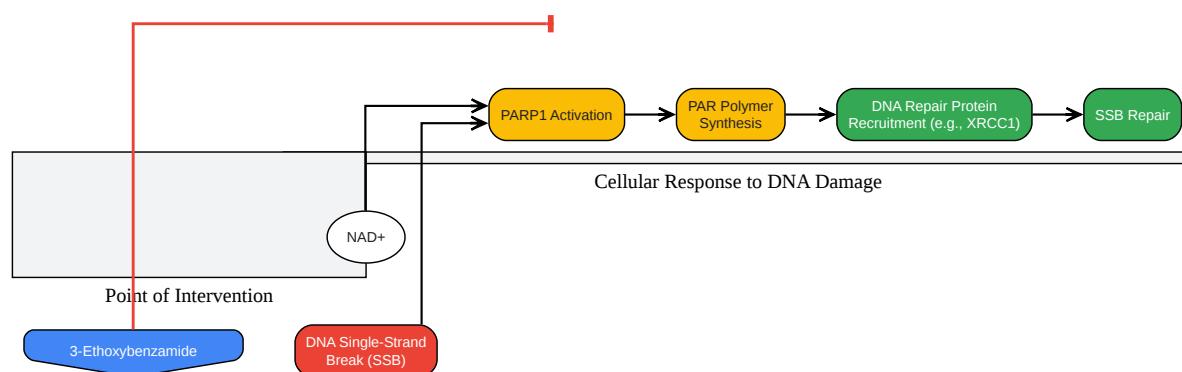 PARP1 Activation
PAR Polymer
Synthesis
DNA Repair Protein
Recruitment (e.g., XRCC1)
SSB Repair
Cellular Response to DNA Damage
NAD+
Point of Intervention
3-Ethoxybenzamide
DNA Single-Strand
Break (SSB)